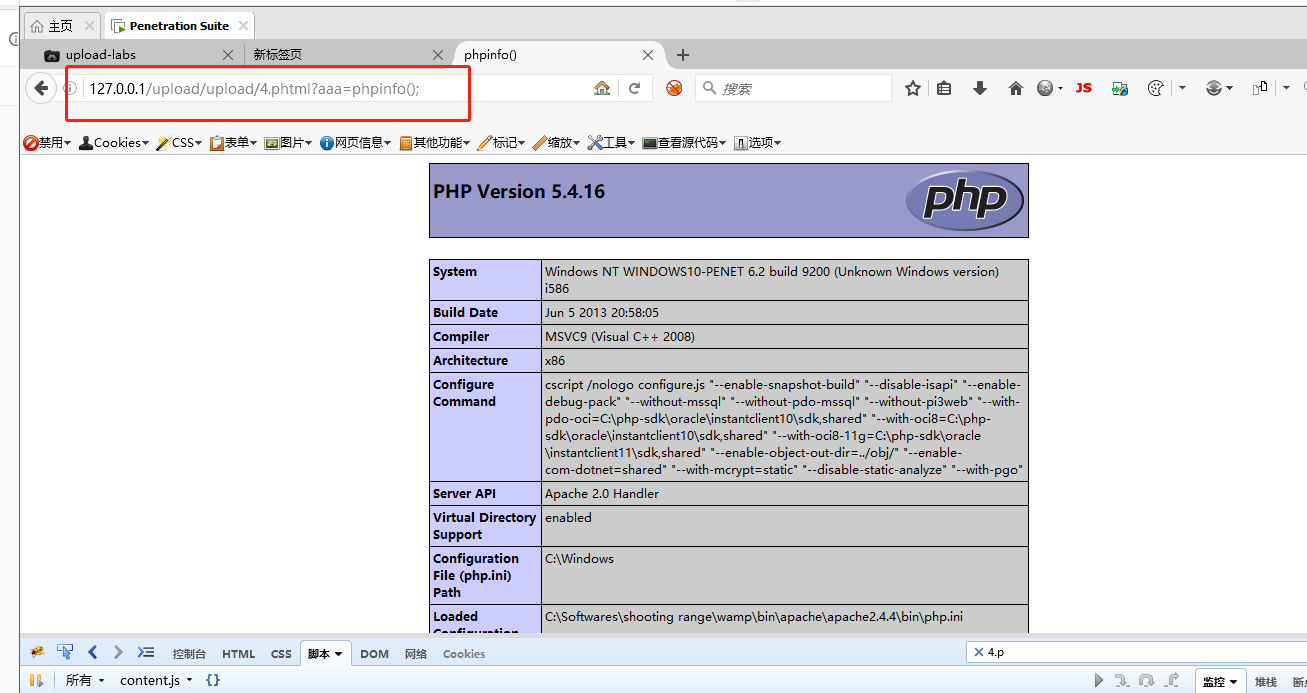 主页
Penetration Suite
upload-labs
新标签页
phpinfo()
127.0.0.1/upload/upload/4.phtml?aaa=phpinfo();
搜索
JS
禁用
Cookies
CSS
表单
图片
网页信息
其他功能
标记
缩放
工具
查看源代码
选项
PHP Version 5.4.16
php
System
Windows NT WINDOWS10-PENET 6.2 build 9200 (Unknown Windows version)
i586
Build Date
Jun 5 2013 20:58:05
Compiler
MSVC9 (Visual C++ 2008)
Architecture
x86
Configure
Command
cscript /nologo configure.js "--enable-snapshot-build" "--disable-isapi" "--enable-
debug-pack" "--without-mssql" "--without-pdo-mssql" "--without-pi3web" "--with-
pdo-oci=C:\php-sdk\oracle\instantclient10\sdk,shared" "--with-oci8=C:\php-
sdk\oracle\instantclient10\sdk,shared" "--with-oci8-11g=C:\php-sdk\oracle
\instantclient11\sdk,shared" "--enable-object-out-dir=../obj/" "--enable-
com-dotnet=shared" "--with-mcrypt=static" "--disable-static-analyze" "--with-pgo"
Server API
Apache 2.0 Handler
Virtual Directory
Support
enabled
Configuration
File (php.ini)
Path
C:\Windows
Loaded
Configuration
C:\Softwares\shooting range\wamp\bin\apache\apache2.4.4\bin\php.ini
控制台
HTML
CSS
脚本
DOM
网络
Cookies
4.p
所有
content.js
{}
监控
堆栈
断点